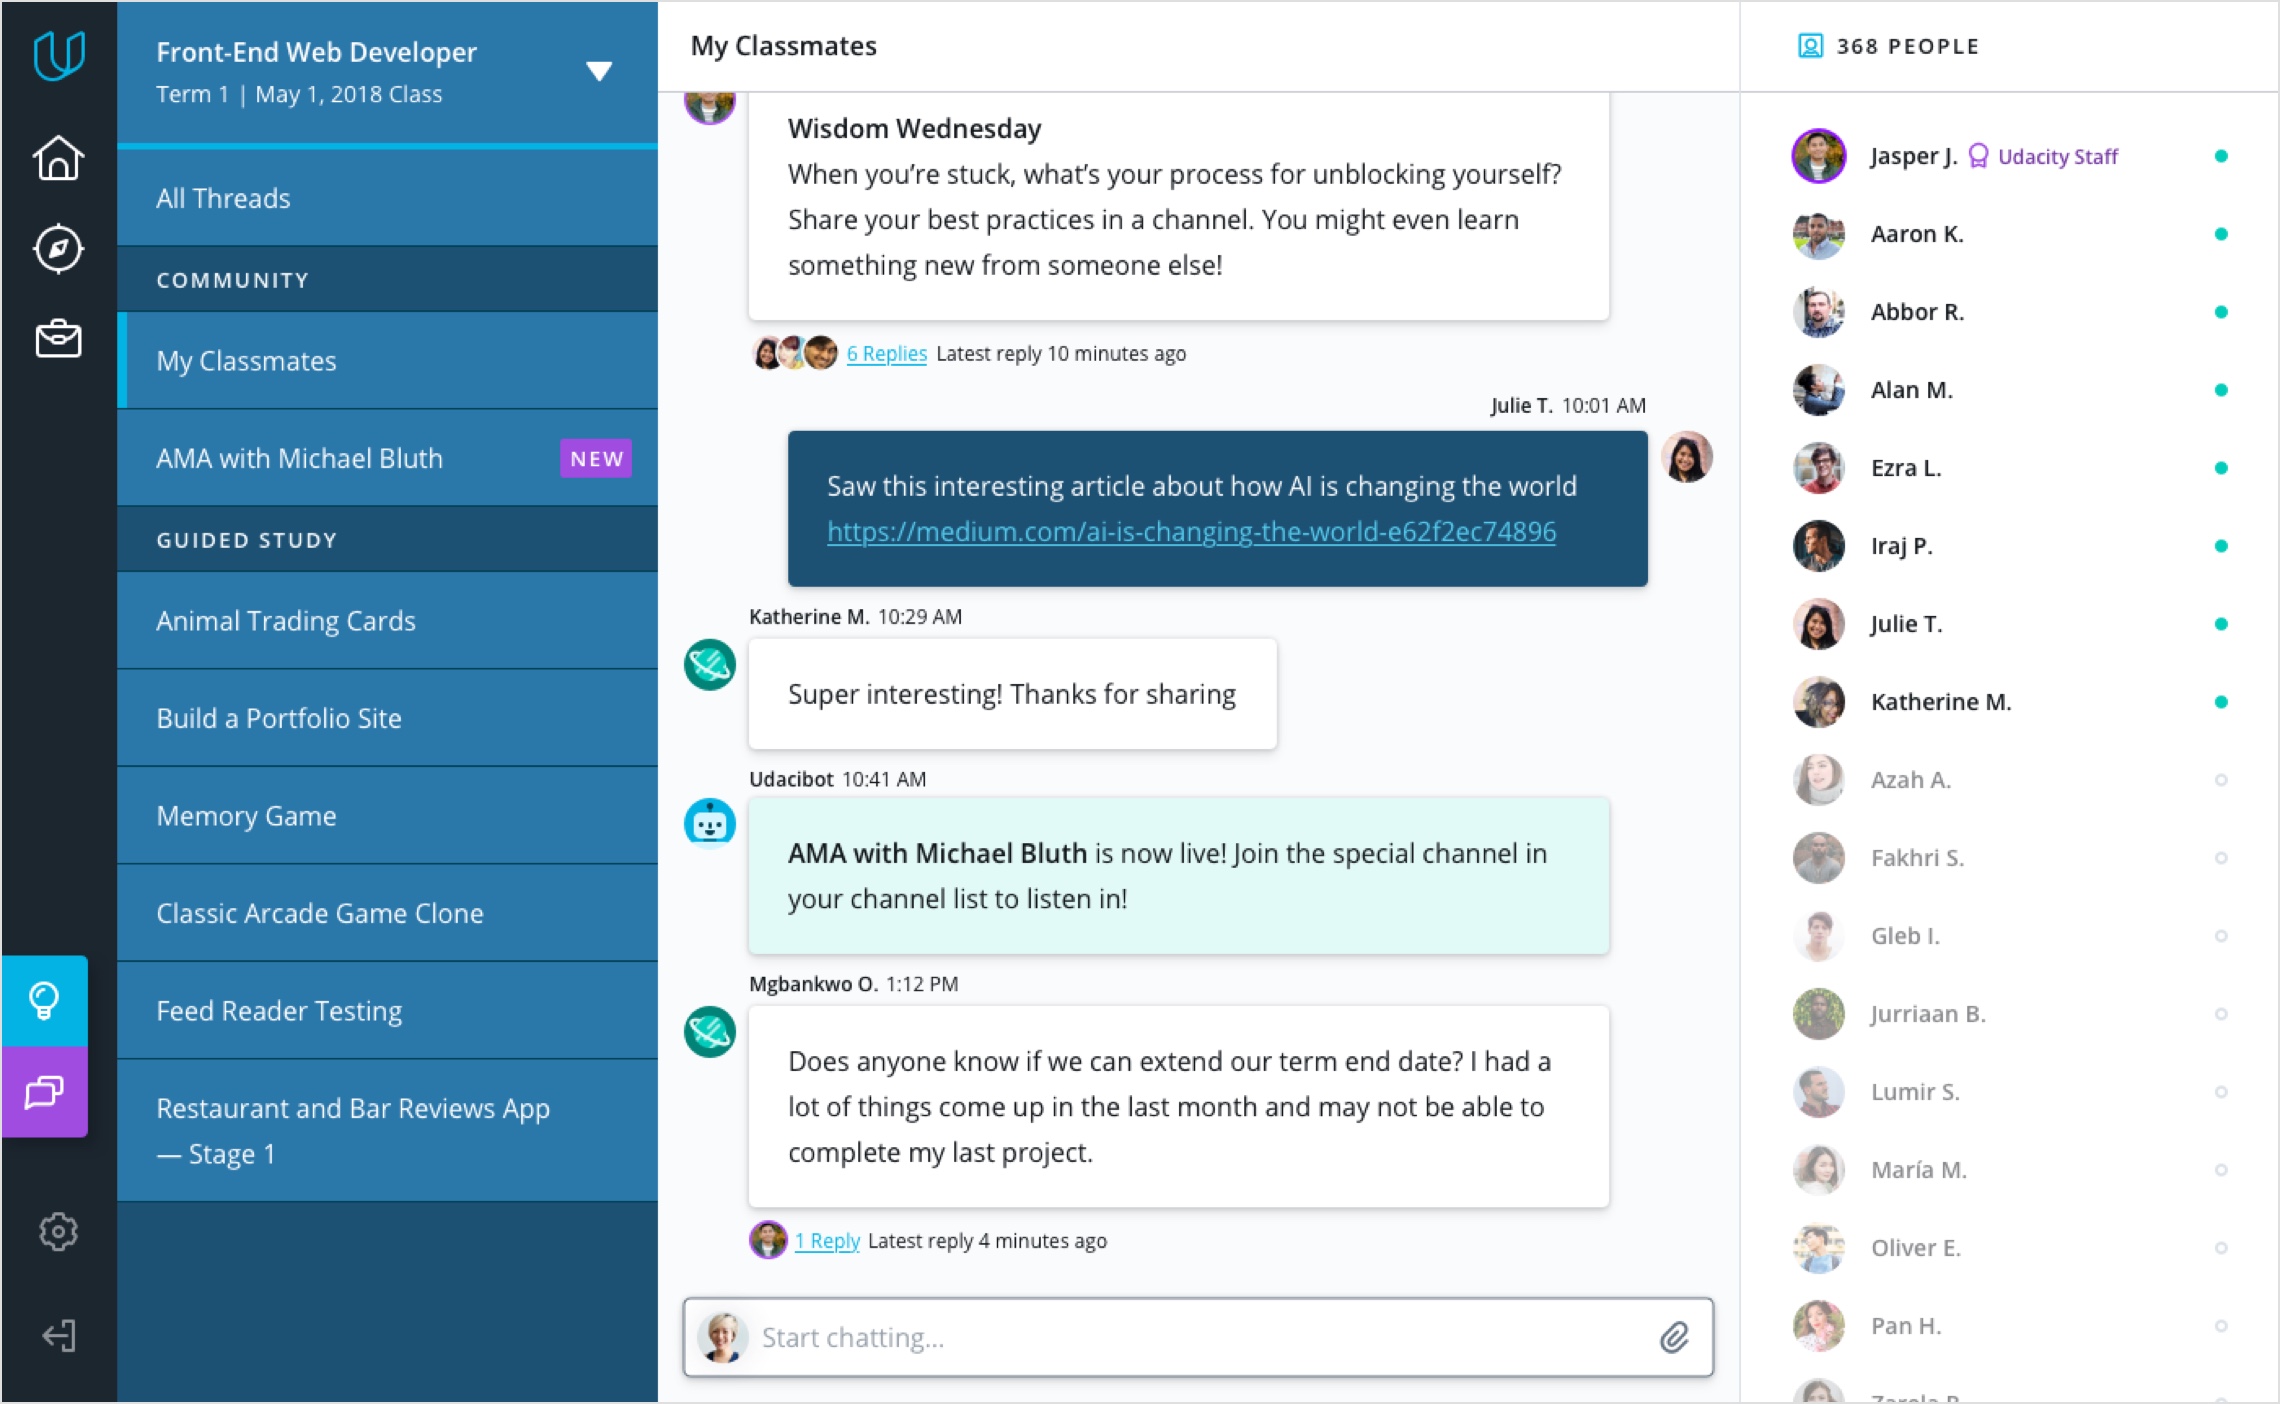 Front-End Web Developer
Term 1 | May 1, 2018 Class
All Threads
COMMUNITY
My Classmates
AMA with Michael Bluth NEW
GUIDED STUDY
Animal Trading Cards
Build a Portfolio Site
Memory Game
Classic Arcade Game Clone
Feed Reader Testing
Restaurant and Bar Reviews App
— Stage 1
My Classmates
Wisdom Wednesday
When you’re stuck, what’s your process for unblocking yourself?
Share your best practices in a channel. You might even learn
something new from someone else!
6 Replies Latest reply 10 minutes ago
Julie T. 10:01 AM
Saw this interesting article about how AI is changing the world
https://medium.com/ai-is-changing-the-world-e62f2ec74896
Katherine M. 10:29 AM
Super interesting! Thanks for sharing
Udacibot 10:41 AM
AMA with Michael Bluth is now live! Join the special channel in
your channel list to listen in!
Mgbankwo O. 1:12 PM
Does anyone know if we can extend our term end date? I had a
lot of things come up in the last month and may not be able to
complete my last project.
1 Reply Latest reply 4 minutes ago
Start chatting...
368 PEOPLE
Jasper J. Udacity Staff
Aaron K.
Abbor R.
Alan M.
Ezra L.
Iraj P.
Julie T.
Katherine M.
Azah A.
Fakhri S.
Gleb I.
Jurriaan B.
Lumir S.
María M.
Oliver E.
Pan H.